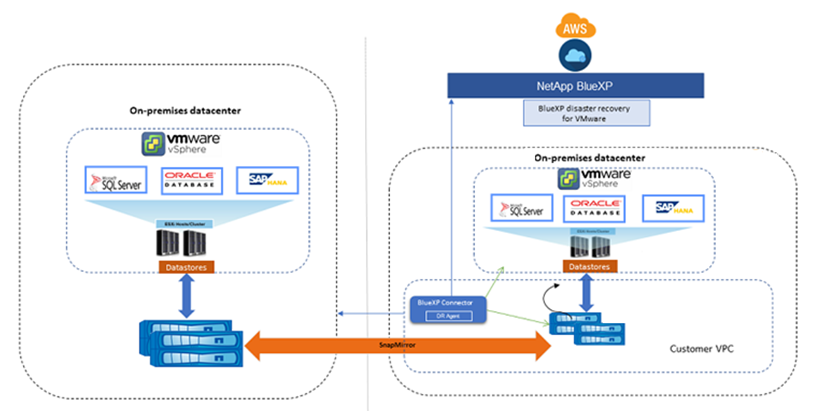 AWS
NetApp BlueXP
BlueXP disaster recovery
for VMware
On-premises datacenter
vmware
vSphere
Microsoft
SQL Server
ORACLE
DATABASE
SAP
HANA
ESXi Hosts/Cluster
Datastores
On-premises datacenter
vmware
vSphere
Microsoft
SQL Server
ORACLE
DATABASE
SAP
HANA
ESXi Hosts/Cluster
Datastores
BlueXP Connector
DR Agent
SnapMirror
Customer VPC